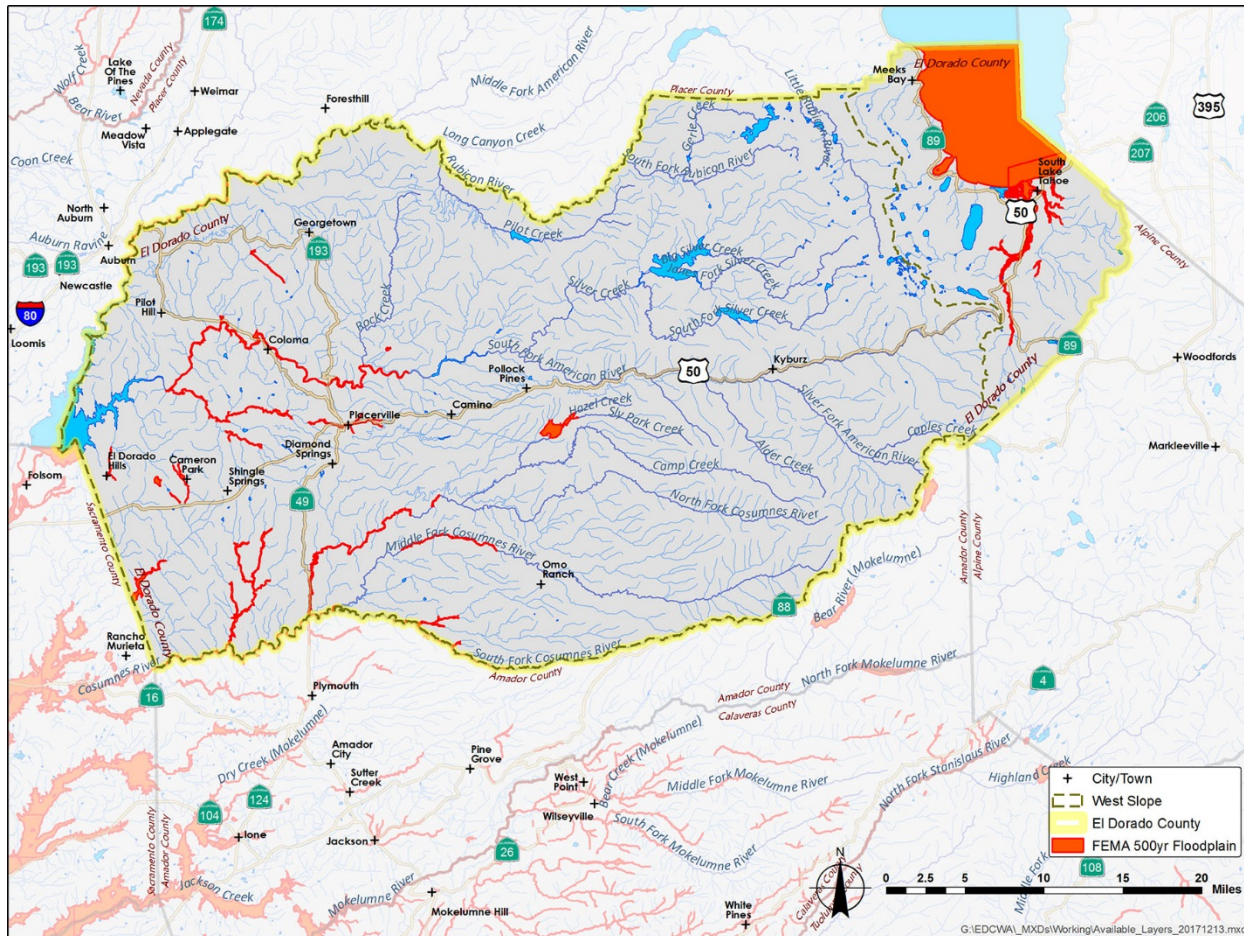 174
Lake
Of The
Pines
Weimar
Wolf Creek
Nevada County
Placer County
Bear River
Meadow
Vista
Applegate
Foresthill
Middle Fork American River
Long Canyon Creek
Coon Creek
North
Auburn
Auburn Ravine
Auburn
193
193
Newcastle
80
Loomis
Pilot
Hill
El Dorado County
Georgetown
193
Rubicon River
Placer County
Gerle Creek
Little Rubicon River
South Fork Rubicon River
Pilot Creek
Meeks
Bay
El Dorado County
89
South
Lake
Tahoe
50
206
207
395
Alpine County
Rock Creek
Silver Creek
South Fork Silver Creek
Coloma
South Fork American River
Pollock
Pines
50
Kyburz
89
Woodfords
El Dorado County
Placerville
Camino
Hazel Creek
Sly Park Creek
Silver Fork American River
Caples Creek
Alder Creek
Markleeville
Folsom
El Dorado
Hills
Cameron
Park
Shingle
Springs
Diamond
Springs
49
Camp Creek
North Fork Cosumnes River
Sacramento County
El Dorado County
Middle Fork Cosumnes River
Omo
Ranch
88
Bear River (Mokelumne)
Amador County
Alpine County
Rancho
Murieta
Cosumnes River
16
South Fork Cosumnes River
Amador County
Plymouth
North Fork Mokelumne River
Amador County
Calaveras County
4
Dry Creek (Mokelumne)
Amador
City
Sutter
Creek
Pine
Grove
West
Point
Bear Creek (Mokelumne)
Middle Fork Mokelumne River
North Fork Stanislaus River
Highland Creek
Wilseyville
South Fork Mokelumne River
104
124
Ione
Jackson
26
Sacramento County
Amador County
Jackson Creek
Mokelumne River
Mokelumne Hill
White
Pines
Calaveras County
Tuolumne County
Middle Fork
108
City/Town
West Slope
El Dorado County
FEMA 500yr Floodplain
N
0 1.25 2.5 5 10 15 20
Miles
G:\EDCWA\_MXDs\Working\Available_Layers_20171213.mxd